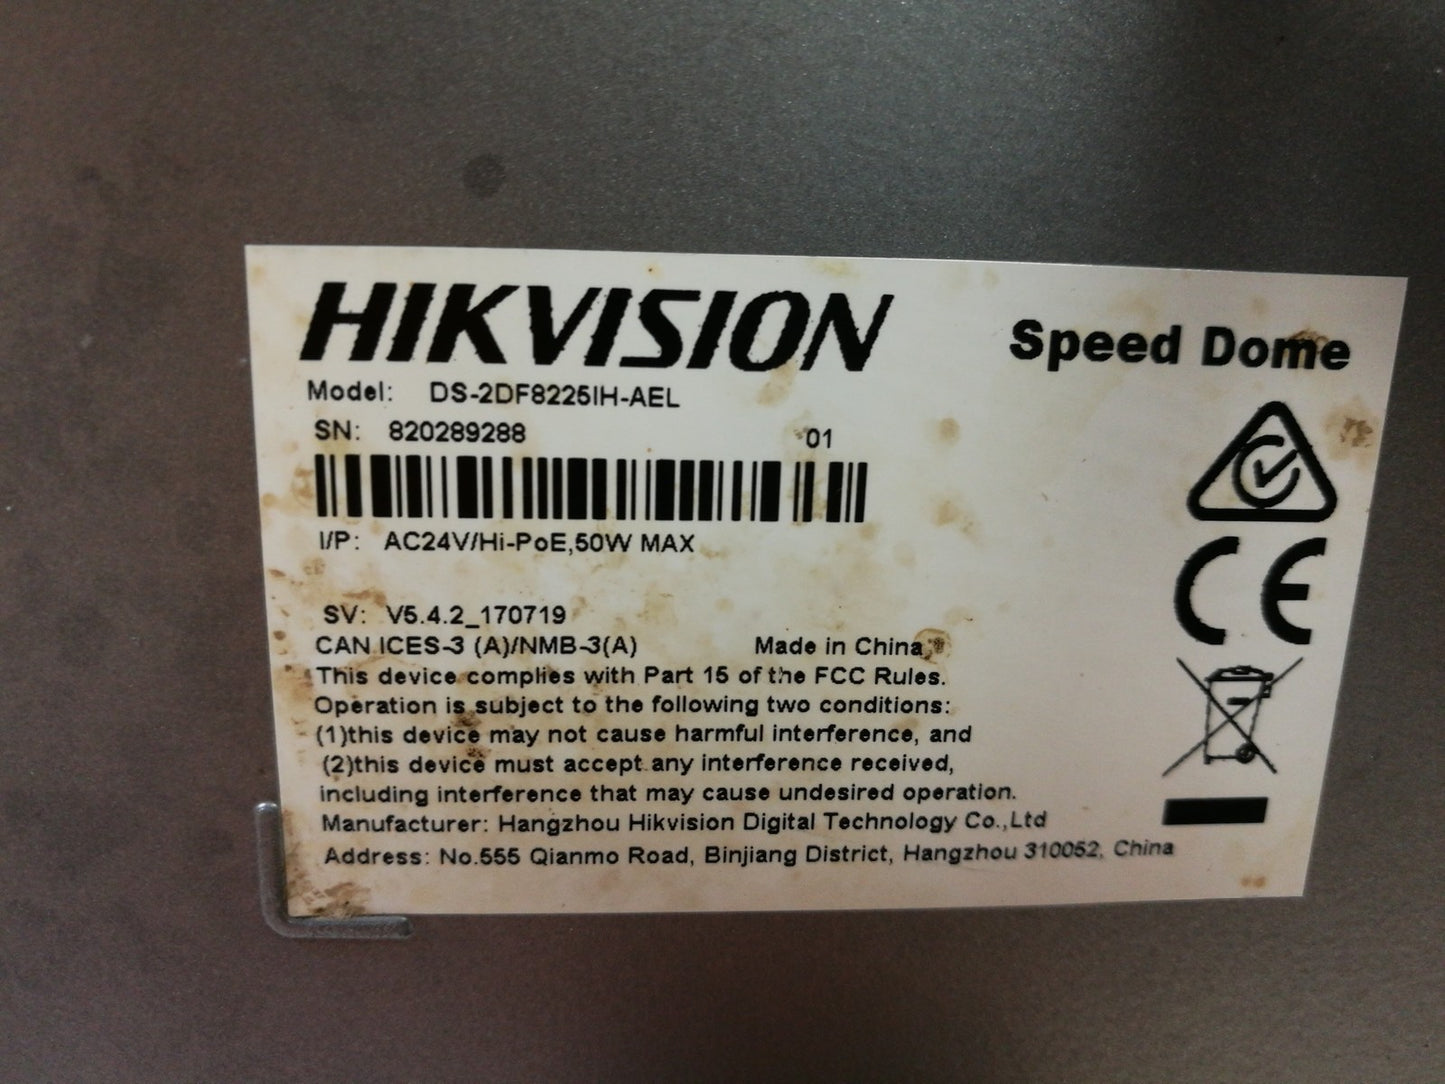 HIKVISION
Speed Dome
Model: DS-2DF8225IH-AEL
SN: 820289288 01
I/P: AC24V/Hi-PoE,50W MAX
SV: V5.4.2_170719
CAN ICES-3 (A)/NMB-3(A) Made in China
This device complies with Part 15 of the FCC Rules.
Operation is subject to the following two conditions:
(1)this device may not cause harmful interference, and
(2)this device must accept any interference received,
including interference that may cause undesired operation.
Manufacturer: Hangzhou Hikvision Digital Technology Co.,Ltd
Address: No.555 Qianmo Road, Binjiang District, Hangzhou 310052, China
CE